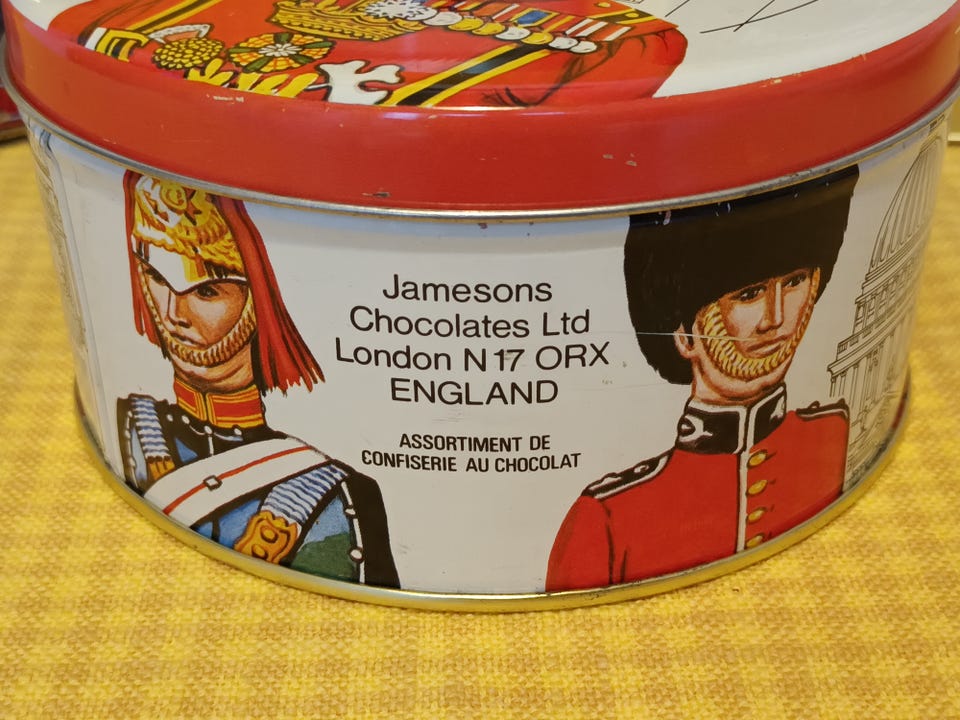 Jamesons
Chocolates Ltd
London N17 ORX
ENGLAND
ASSORTIMENT DE
CONFISERIE AU CHOCOLAT